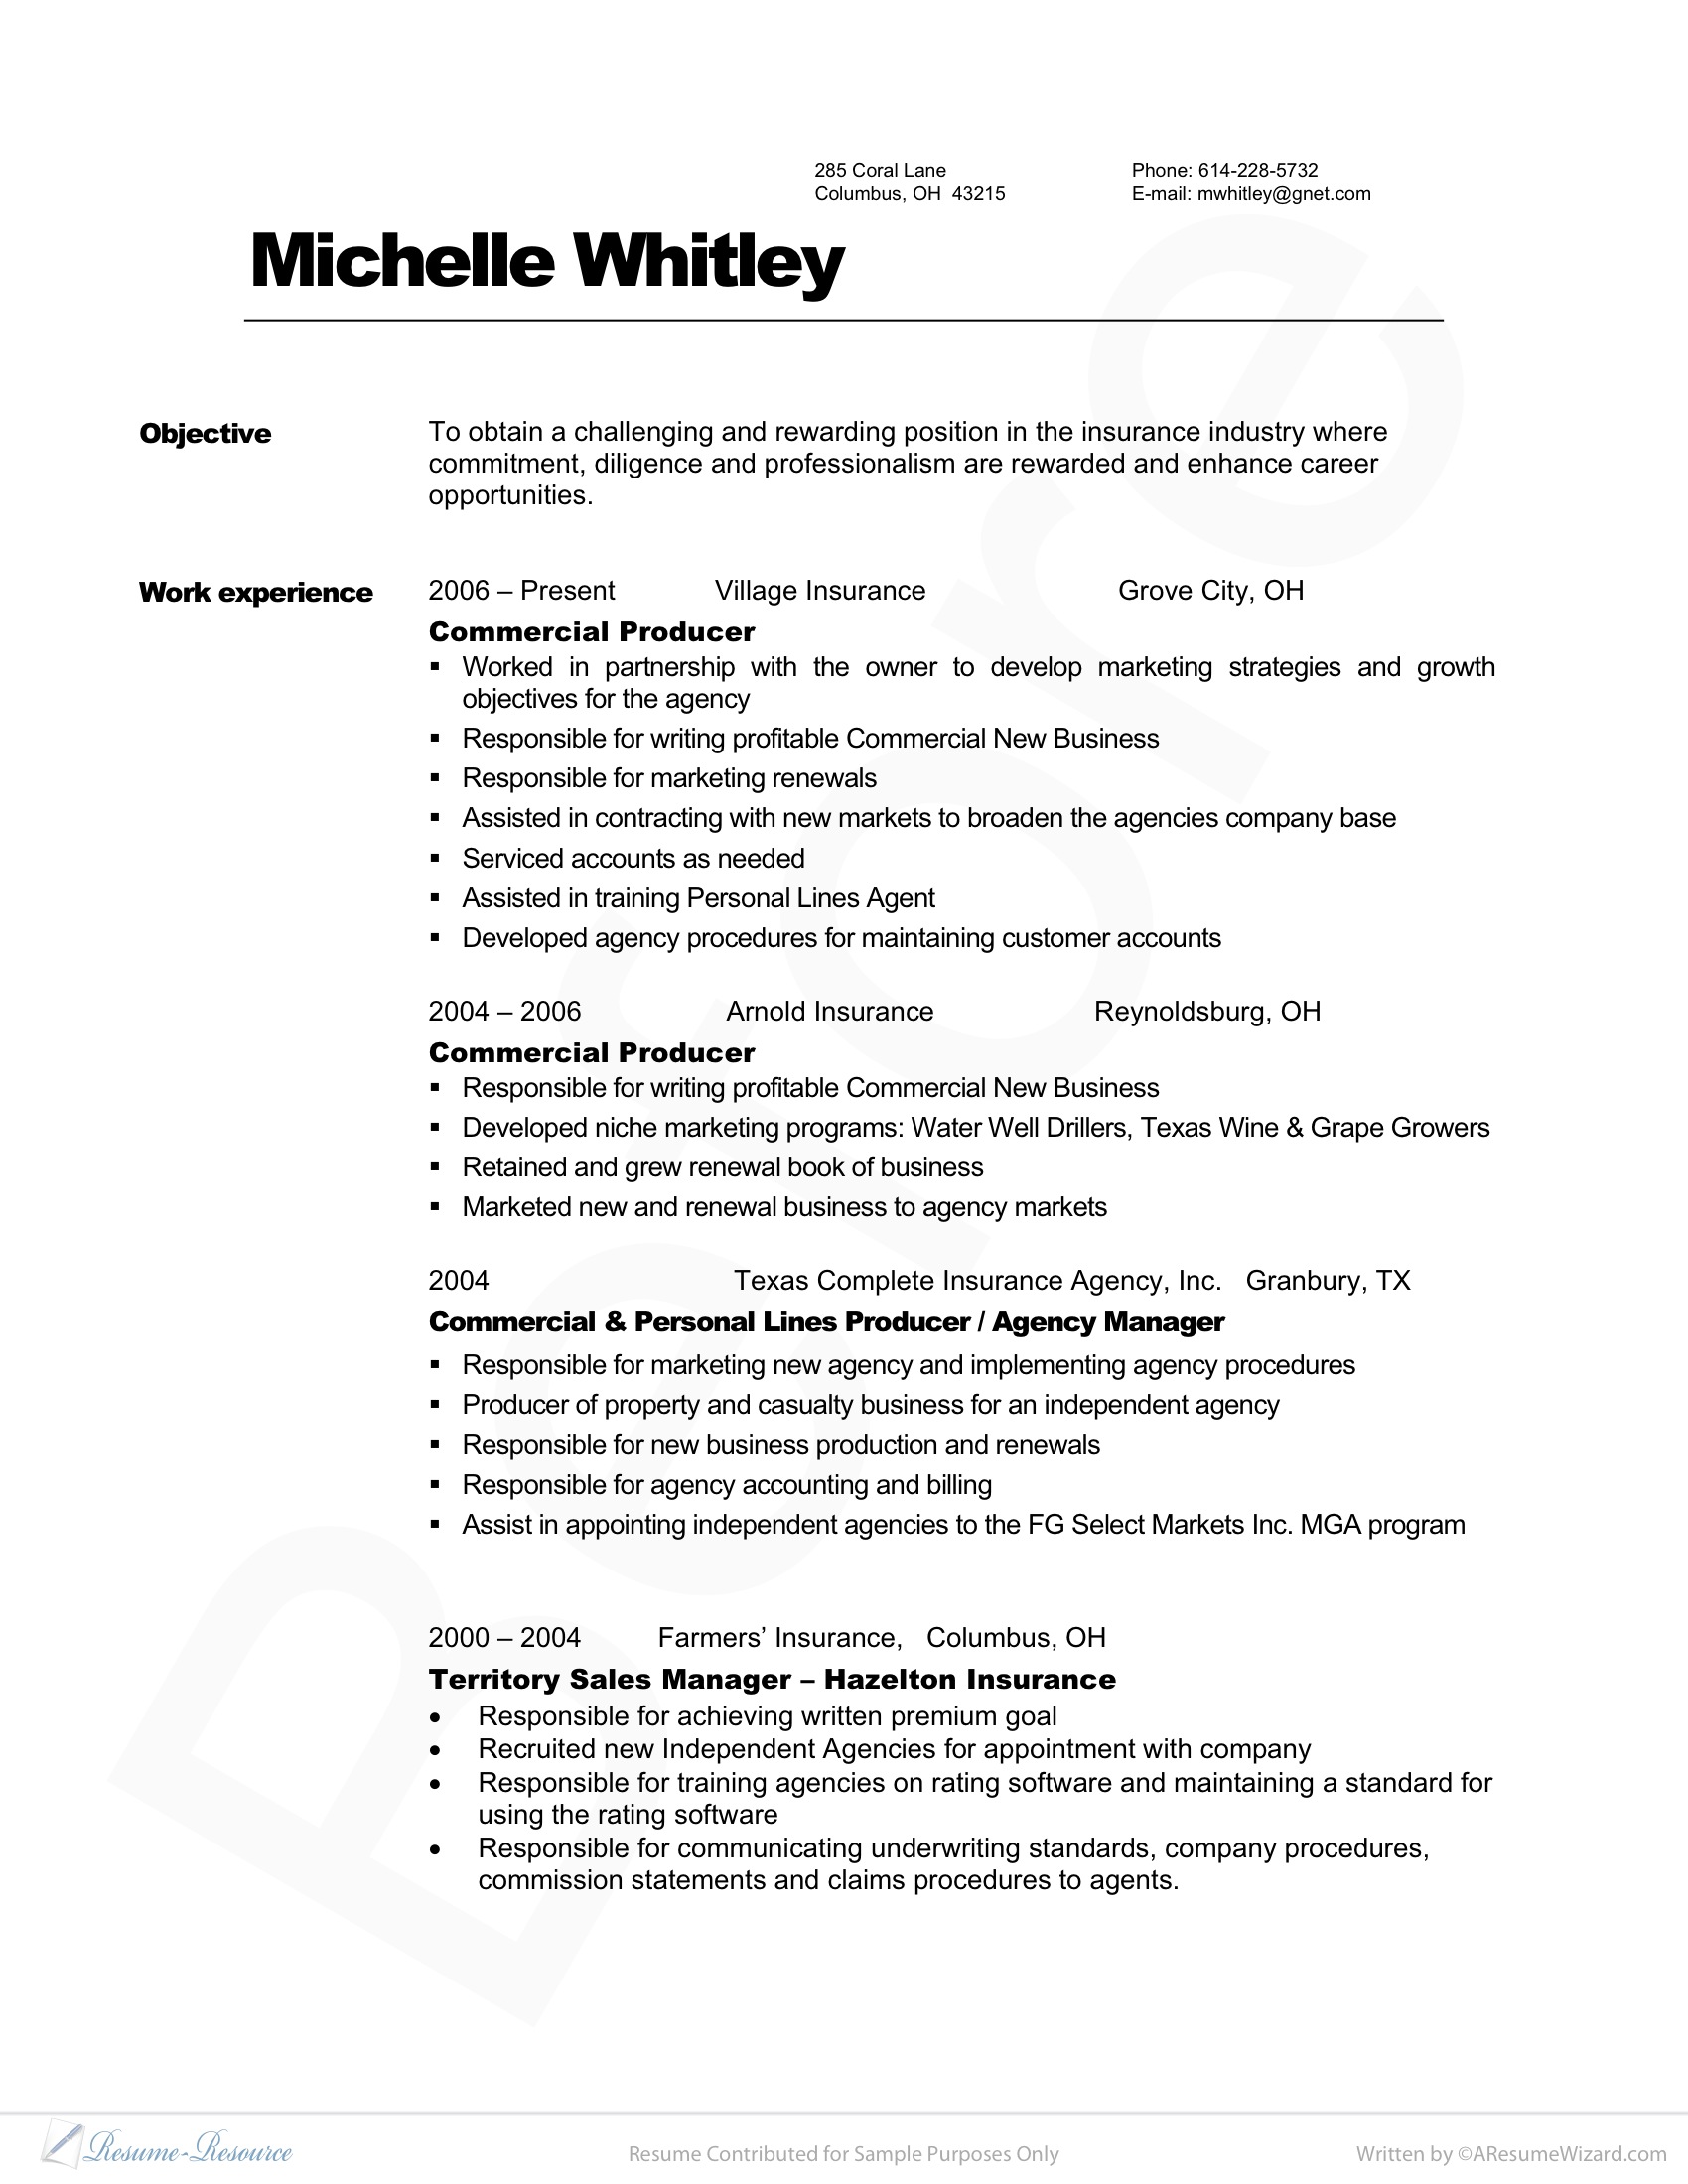 285 Coral Lane Phone: 614-228-5732
Columbus, OH  43215 E-mail: mwhitley@gnet.com
Michelle Whitley
Objective To obtain a challenging and rewarding position in the insurance industry where
commitment, diligence and professionalism are rewarded and enhance career
opportunities.
Work experience 2006 – Present Village Insurance Grove City, OH
Commercial Producer
▪ Worked in partnership with the owner to develop marketing strategies and growth
objectives for the agency
▪ Responsible for writing profitable Commercial New Business
▪ Responsible for marketing renewals
▪ Assisted in contracting with new markets to broaden the agencies company base
▪ Serviced accounts as needed
▪ Assisted in training Personal Lines Agent
▪ Developed agency procedures for maintaining customer accounts
2004 – 2006 Arnold Insurance Reynoldsburg, OH
Commercial Producer
▪ Responsible for writing profitable Commercial New Business
▪ Developed niche marketing programs: Water Well Drillers, Texas Wine & Grape Growers
▪ Retained and grew renewal book of business
▪ Marketed new and renewal business to agency markets
2004 Texas Complete Insurance Agency, Inc. Granbury, TX
Commercial & Personal Lines Producer / Agency Manager
▪ Responsible for marketing new agency and implementing agency procedures
▪ Producer of property and casualty business for an independent agency
▪ Responsible for new business production and renewals
▪ Responsible for agency accounting and billing
▪ Assist in appointing independent agencies to the FG Select Markets Inc. MGA program
2000 – 2004 Farmers’ Insurance, Columbus, OH
Territory Sales Manager – Hazelton Insurance
• Responsible for achieving written premium goal
• Recruited new Independent Agencies for appointment with company
• Responsible for training agencies on rating software and maintaining a standard for
using the rating software
• Responsible for communicating underwriting standards, company procedures,
commission statements and claims procedures to agents.
Before
Resume-Resource Resume Contributed for Sample Purposes Only Written by ©AResumeWizard.com